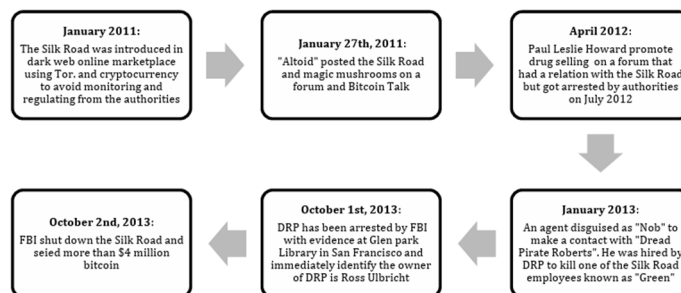 January 2011:
The Silk Road was introduced in
dark web online marketplace
using Tor. and cryptocurrency
to avoid monitoring and
regulating from the authorities
January 27th, 2011:
"Altoid" posted the Silk Road
and magic mushrooms on a
forum and Bitcoin Talk
April 2012:
Paul Leslie Howard promote
drug selling on a forum that
had a relation with the Silk Road
but got arrested by authorities
on July 2012
January 2013:
An agent disguised as "Nob" to
make a contact with "Dread
Pirate Roberts". He was hired by
DRP to kill one of the Silk Road
employees known as "Green"
October 1st, 2013:
DRP has been arrested by FBI
with evidence at Glen park
Library in San Francisco and
immediately identify the owner
of DRP is Ross Ulbricht
October 2nd, 2013:
FBI shut down the Silk Road and
seied more than $4 million
bitcoin